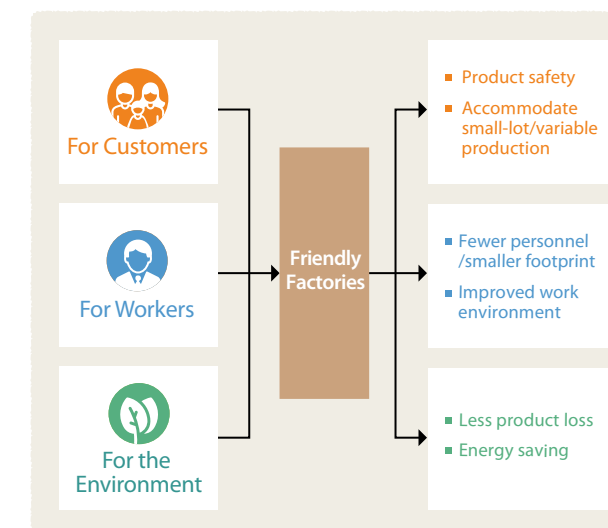 For Customers
For Workers
For the
Environment
Friendly
Factories
▪ Product safety
▪ Accommodate
small-lot/variable
production
▪ Fewer personnel
/smaller footprint
▪ Improved work
environment
▪ Less product loss
▪ Energy saving